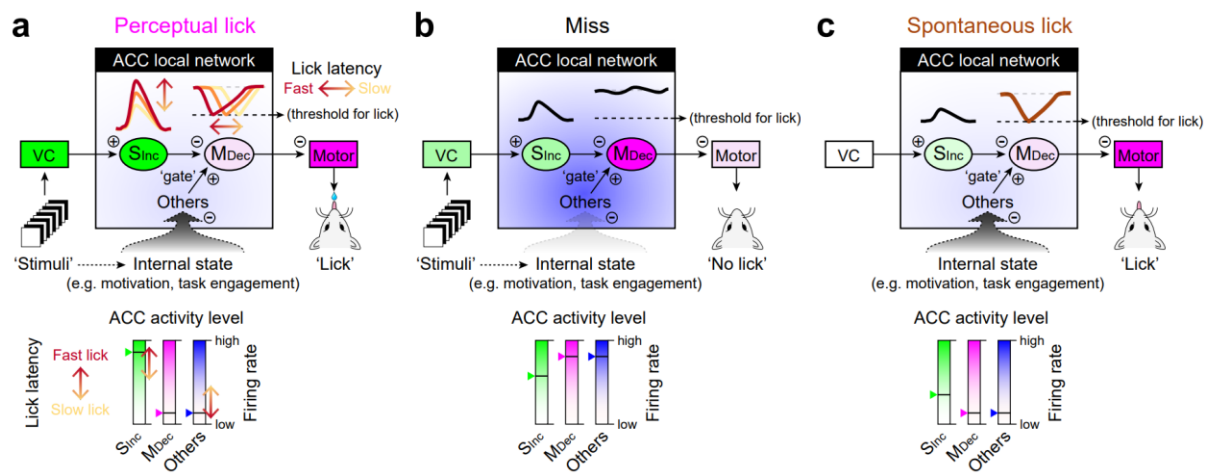 a
Perceptual lick
ACC local network
Lick latency
Fast
Slow
(threshold for lick)
VC
SInc
MDec
Motor
'gate'
Others
'Stimuli'
Internal state
(e.g. motivation, task engagement)
'Lick'
ACC activity level
Lick latency
Fast lick
Slow lick
high
low
Firing rate
SInc
MDec
Others
b
Miss
ACC local network
(threshold for lick)
VC
SInc
MDec
Motor
'gate'
Others
'Stimuli'
Internal state
(e.g. motivation, task engagement)
'No lick'
ACC activity level
high
low
Firing rate
SInc
MDec
Others
c
Spontaneous lick
ACC local network
(threshold for lick)
VC
SInc
MDec
Motor
'gate'
Others
Internal state
(e.g. motivation, task engagement)
'Lick'
ACC activity level
high
low
Firing rate
SInc
MDec
Others